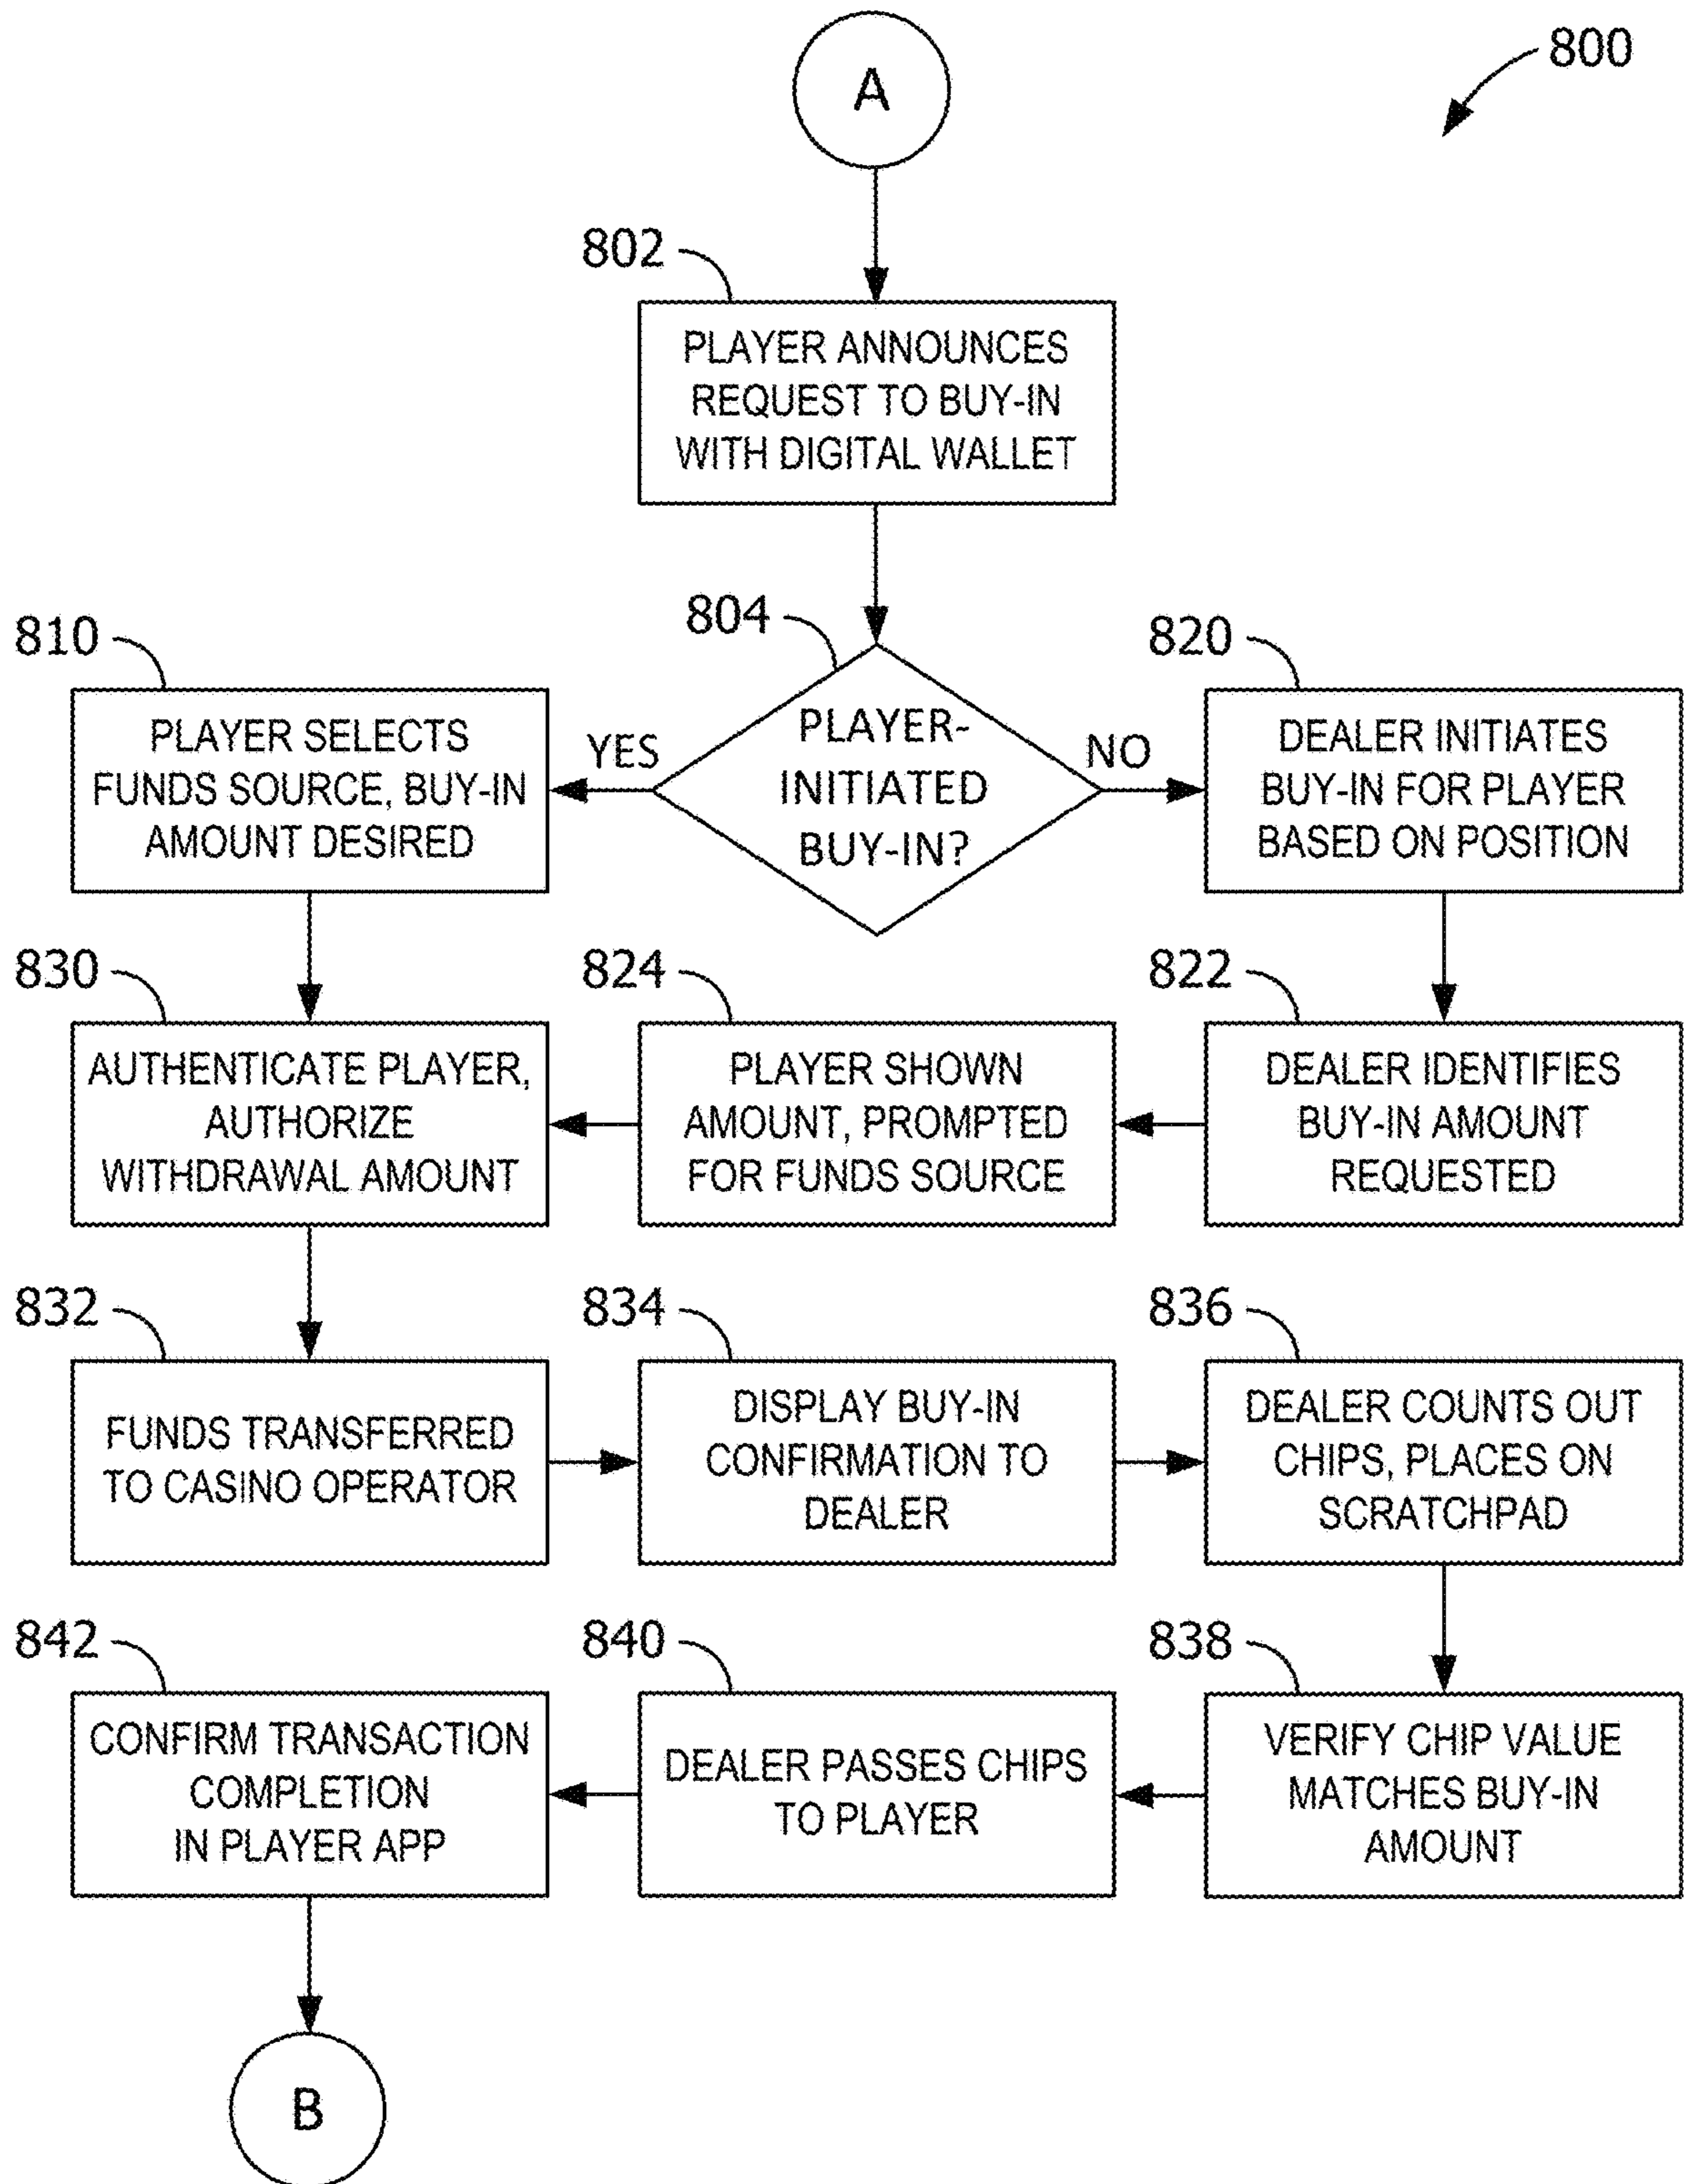 A
800
802
PLAYER ANNOUNCES
REQUEST TO BUY-IN
WITH DIGITAL WALLET
804
PLAYER-
INITIATED
BUY-IN?
YES
NO
810
PLAYER SELECTS
FUNDS SOURCE, BUY-IN
AMOUNT DESIRED
820
DEALER INITIATES
BUY-IN FOR PLAYER
BASED ON POSITION
830
AUTHENTICATE PLAYER,
AUTHORIZE
WITHDRAWAL AMOUNT
824
PLAYER SHOWN
AMOUNT, PROMPTED
FOR FUNDS SOURCE
822
DEALER IDENTIFIES
BUY-IN AMOUNT
REQUESTED
832
FUNDS TRANSFERRED
TO CASINO OPERATOR
834
DISPLAY BUY-IN
CONFIRMATION TO
DEALER
836
DEALER COUNTS OUT
CHIPS, PLACES ON
SCRATCHPAD
842
CONFIRM TRANSACTION
COMPLETION
IN PLAYER APP
840
DEALER PASSES CHIPS
TO PLAYER
838
VERIFY CHIP VALUE
MATCHES BUY-IN
AMOUNT
B